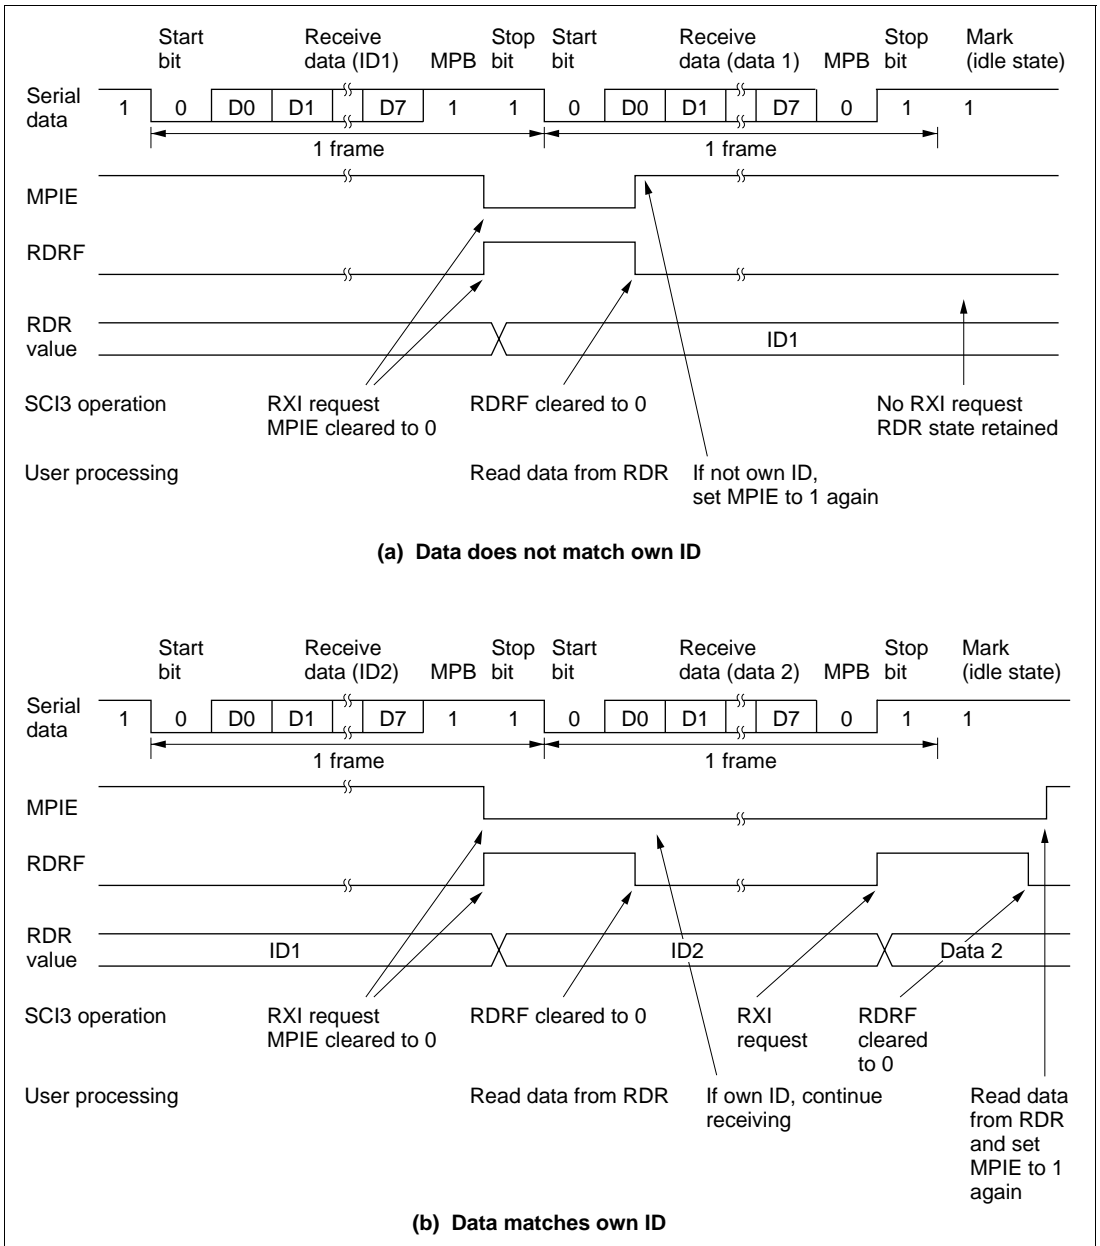 Start bit
Receive data (ID1)
MPB
Stop bit
Start bit
Receive data (data 1)
MPB
Stop bit
Mark (idle state)
Serial data
1 0 D0 D1 D7 1 1 0 D0 D1 D7 0 1 1
1 frame 1 frame
MPIE
RDRF
RDR value
ID1
SCI3 operation
RXI request
MPIE cleared to 0
RDRF cleared to 0
No RXI request
RDR state retained
User processing
Read data from RDR
If not own ID,
set MPIE to 1 again
(a) Data does not match own ID
Start bit
Receive data (ID2)
MPB
Stop bit
Start bit
Receive data (data 2)
MPB
Stop bit
Mark (idle state)
Serial data
1 0 D0 D1 D7 1 1 0 D0 D1 D7 0 1 1
1 frame 1 frame
MPIE
RDRF
RDR value
ID1 ID2 Data 2
SCI3 operation
RXI request
MPIE cleared to 0
RDRF cleared to 0
RXI
request
RDRF
cleared
to 0
User processing
Read data from RDR
If own ID, continue
receiving
Read data
from RDR
and set
MPIE to 1
again
(b) Data matches own ID